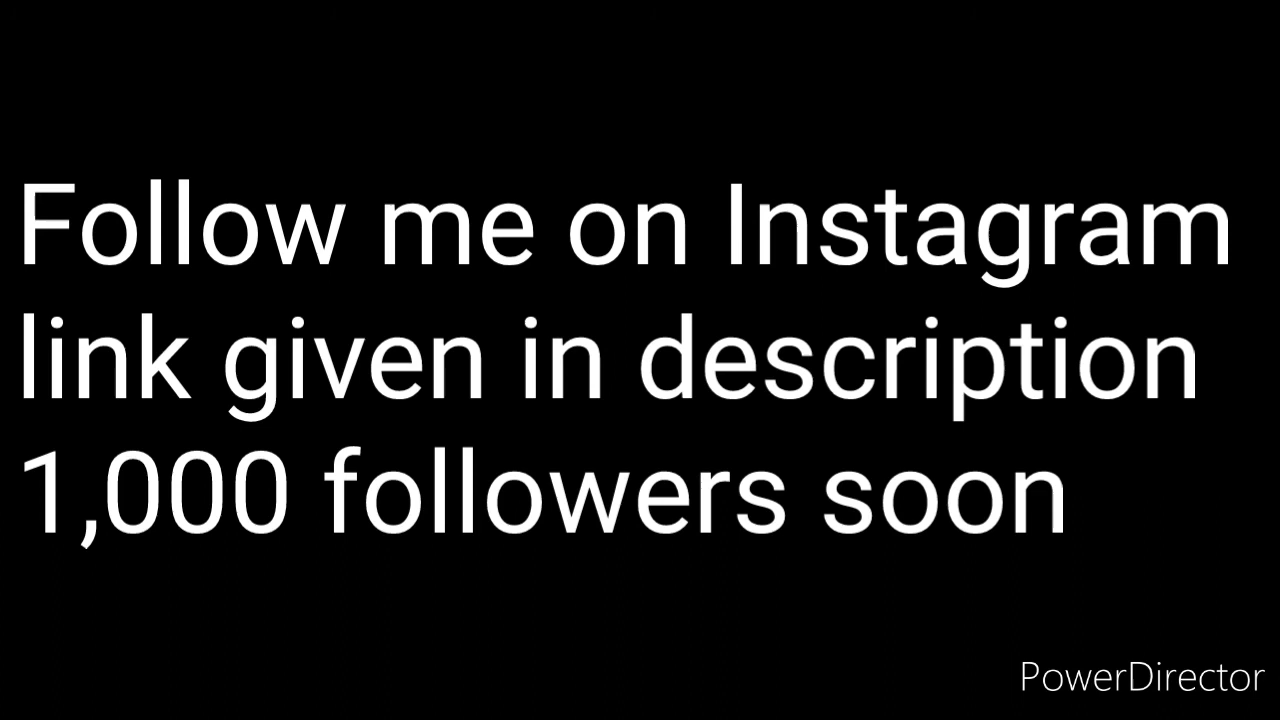 Follow me on Instagram
link given in description
1,000 followers soon
PowerDirector